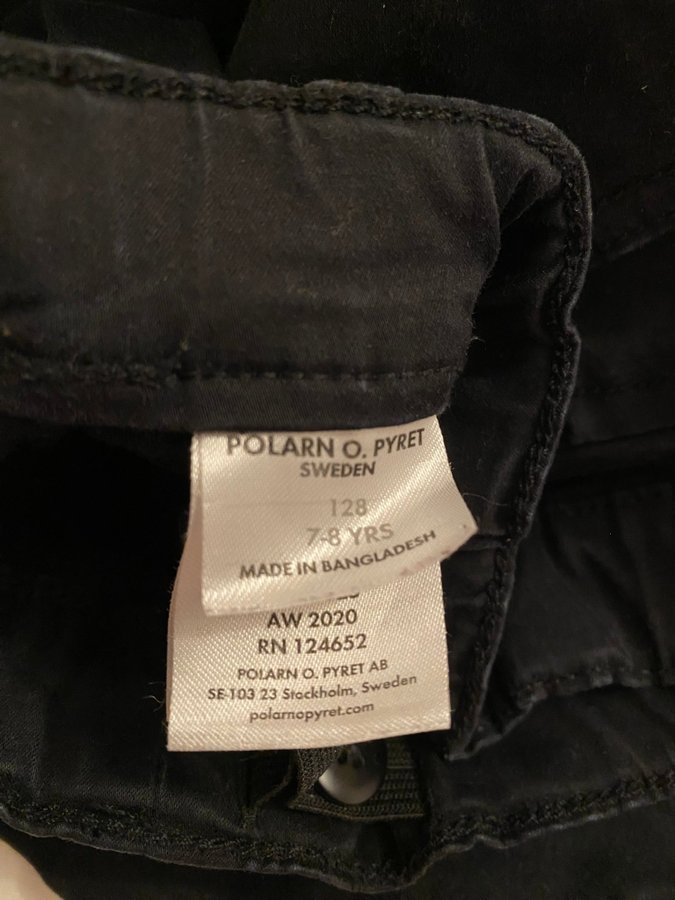 POLARN O. PYRET
SWEDEN
128
7-8 YRS
MADE IN BANGLADESH
AW 2020
RN 124652
POLARN O. PYRET AB
SE-103 23 Stockholm, Sweden
polarnopyret.com